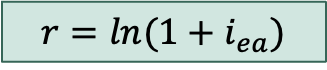 r = ln(1 + i_ea)